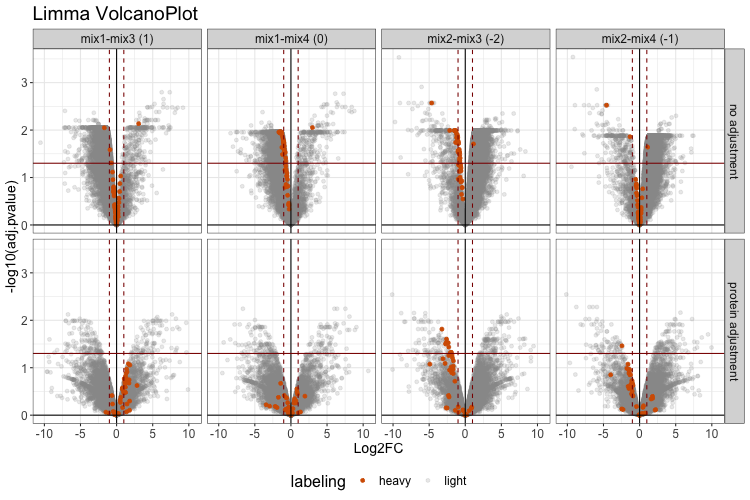 Limma VolcanoPlot
mix1-mix3 (1)
mix1-mix4 (0)
mix2-mix3 (-2)
mix2-mix4 (-1)
no adjustment
protein adjustment
-log10(adj.pvalue)
3
2
1
0
3
2
1
0
-10 -5 0 5 10
-10 -5 0 5 10
-10 -5 0 5 10
-10 -5 0 5 10
Log2FC
labeling heavy light